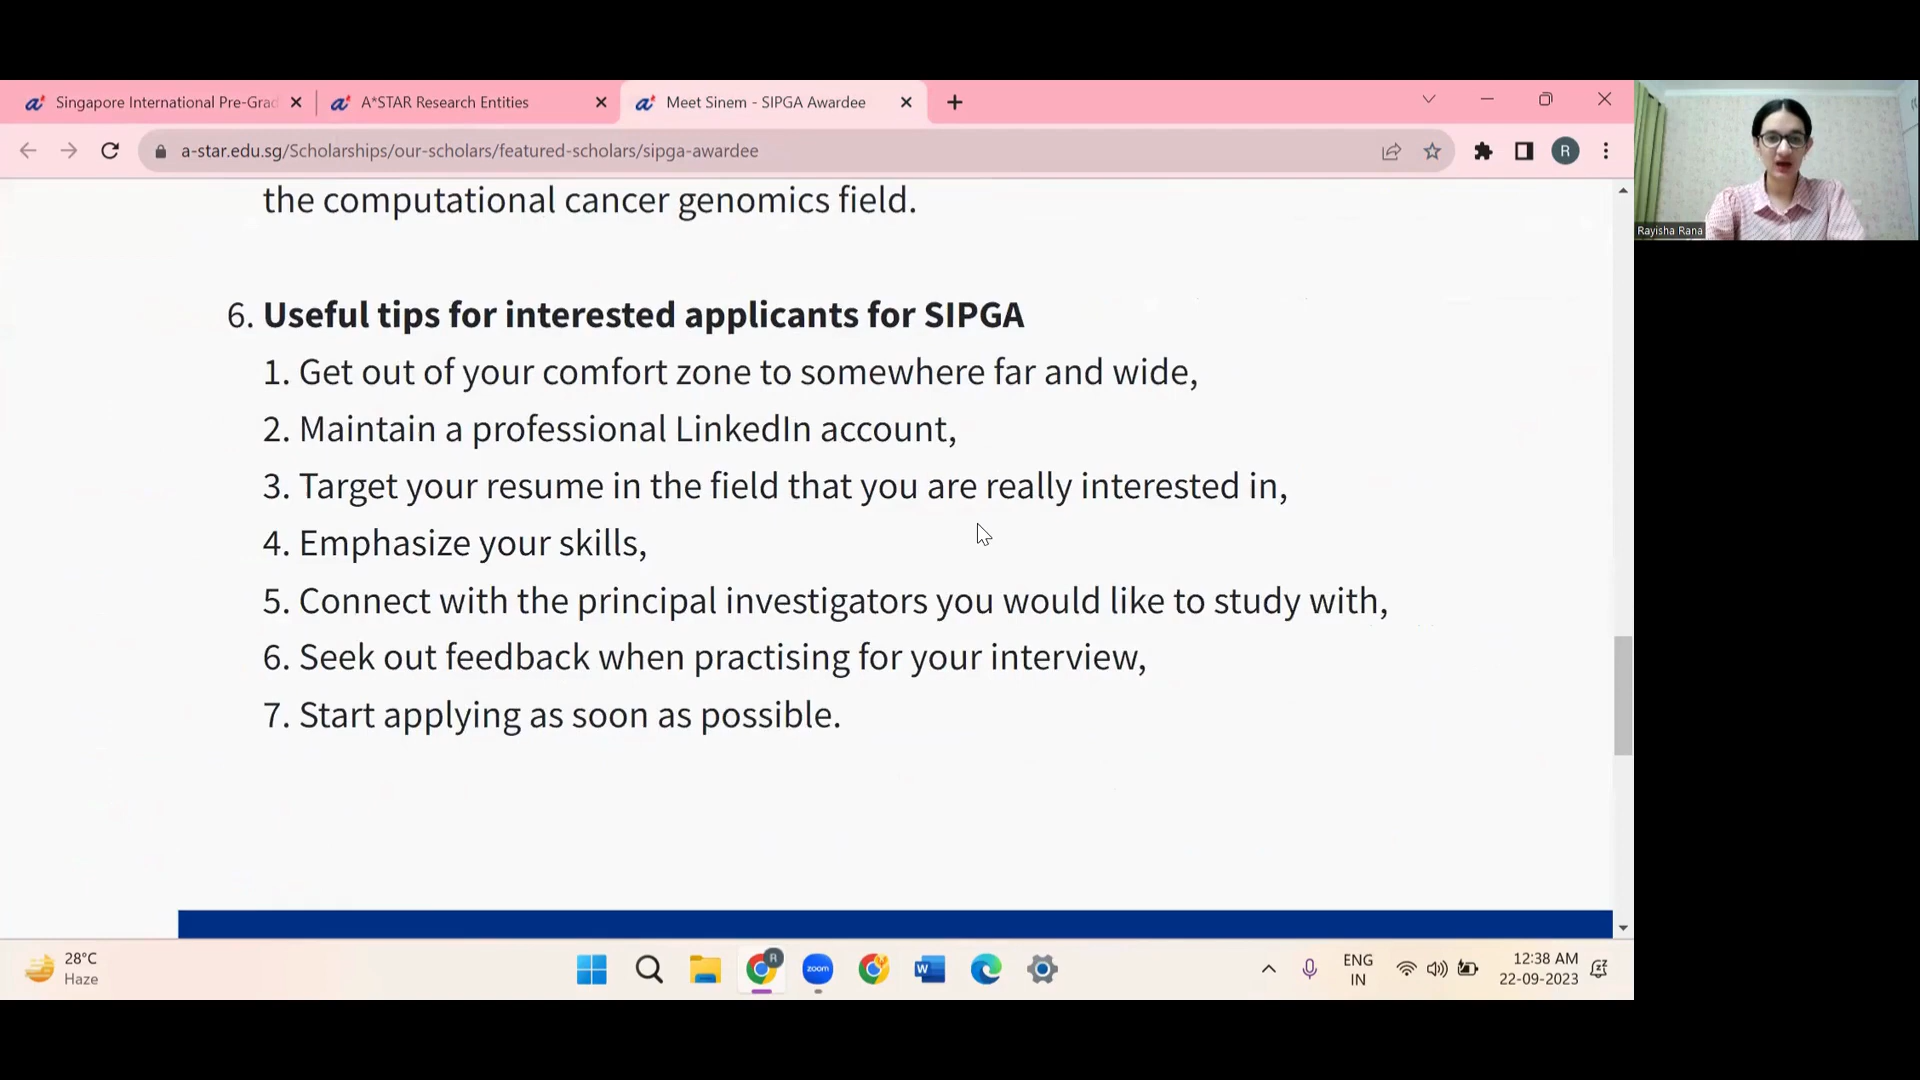 Singapore International Pre-Grad
A*STAR Research Entities
Meet Sinem - SIPGA Awardee
a-star.edu.sg/Scholarships/our-scholars/featured-scholars/sipga-awardee
R
Rayisha Rana
the computational cancer genomics field.
6. Useful tips for interested applicants for SIPGA
1. Get out of your comfort zone to somewhere far and wide,
2. Maintain a professional LinkedIn account,
3. Target your resume in the field that you are really interested in,
4. Emphasize your skills,
5. Connect with the principal investigators you would like to study with,
6. Seek out feedback when practising for your interview,
7. Start applying as soon as possible.
28°C
Haze
R
zoom
W
ENG
IN
12:38 AM
22-09-2023